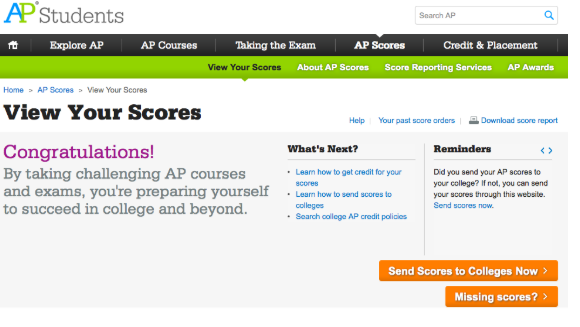 AP Students
Search AP
Explore AP AP Courses Taking the Exam AP Scores Credit & Placement
View Your Scores About AP Scores Score Reporting Services AP Awards
Home > AP Scores > View Your Scores
View Your Scores
Help Your past score orders Download score report
Congratulations!
By taking challenging AP courses
and exams, you're preparing yourself
to succeed in college and beyond.
What's Next?
• Learn how to get credit for your
scores
• Learn how to send scores to
colleges
• Search college AP credit policies
Reminders
Did you send your AP scores to
your college? If not, you can send
your scores through this website.
Send scores now.
Send Scores to Colleges Now >
Missing scores? >